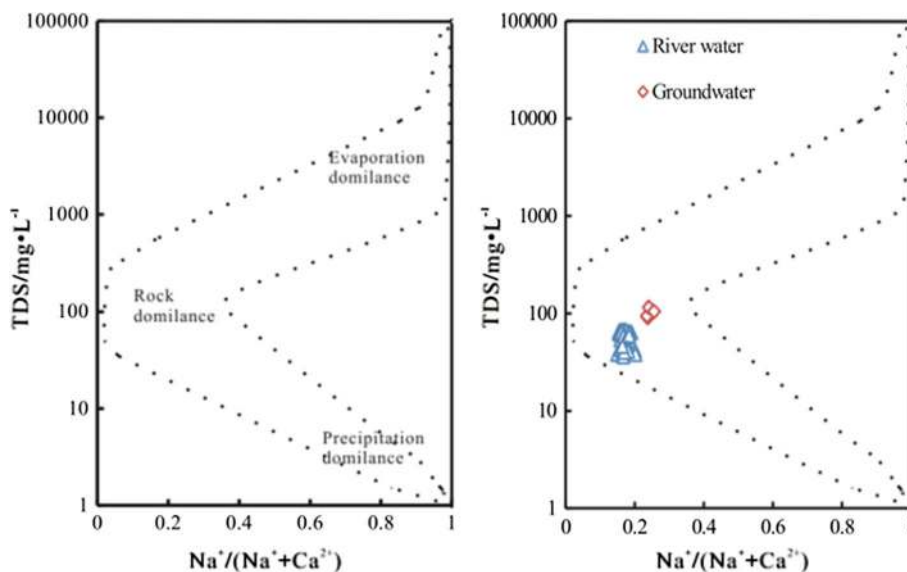 100000
10000
1000
100
10
1
TDS/mg•L⁻¹
Evaporation
domilance
Rock
domilance
Precipitation
domilance
0 0.2 0.4 0.6 0.8 1
Na⁺/(Na⁺+Ca²⁺)
100000
10000
1000
100
10
1
TDS/mg•L⁻¹
River water
Groundwater
0 0.2 0.4 0.6 0.8 1
Na⁺/(Na⁺+Ca²⁺)